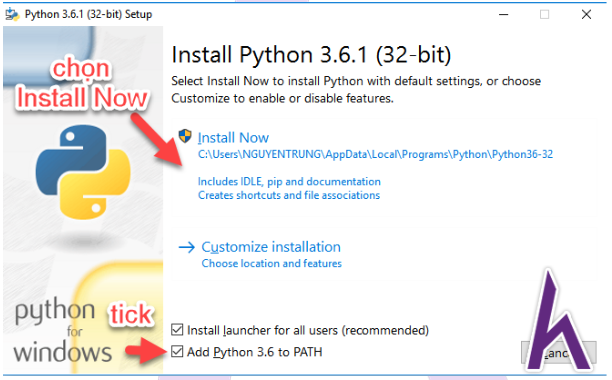 Python 3.6.1 (32-bit) Setup
Install Python 3.6.1 (32-bit)
Select Install Now to install Python with default settings, or choose
Customize to enable or disable features.
chọn
Install Now
Install Now
C:\Users\NGUYENTRUNG\AppData\Local\Programs\Python\Python36-32
Includes IDLE, pip and documentation
Creates shortcuts and file associations
Customize installation
Choose location and features
python
for
windows
tick
Install launcher for all users (recommended)
Add Python 3.6 to PATH